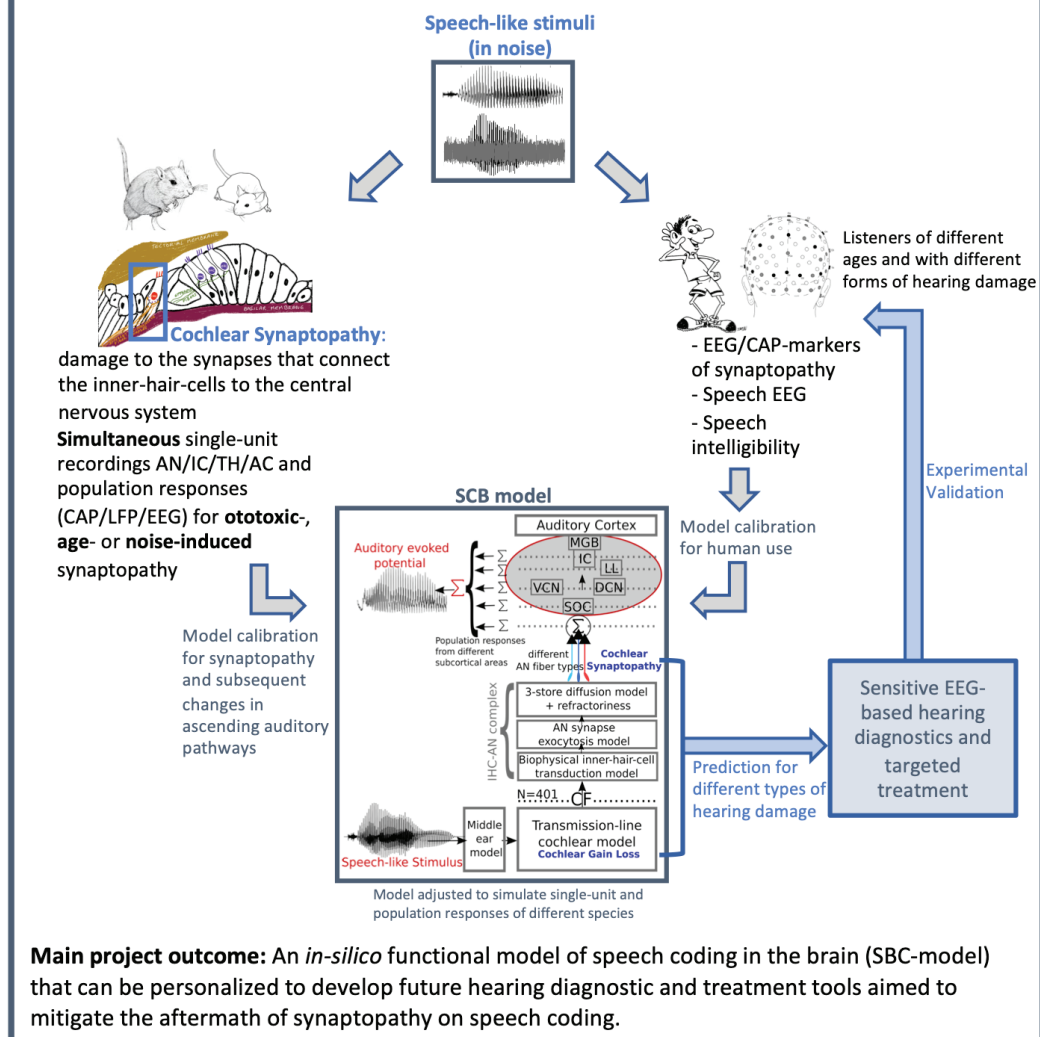 Speech-like stimuli
(in noise)
TECTORIAL MEMBRANE
BASILAR MEMBRANE
Cochlear Synaptopathy:
damage to the synapses that connect
the inner-hair-cells to the central
nervous system
Simultaneous single-unit
recordings AN/IC/TH/AC and
population responses
(CAP/LFP/EEG) for ototoxic-,
age- or noise-induced
synaptopathy
Model calibration
for synaptopathy
and subsequent
changes in
ascending auditory
pathways
Listeners of different
ages and with different
forms of hearing damage
- EEG/CAP-markers
of synaptopathy
- Speech EEG
- Speech
intelligibility
Model calibration
for human use
Experimental
Validation
SCB model
Auditory Cortex
MGB
IC
LL
VCN
DCN
SOC
Auditory evoked
potential
Σ
Σ
Σ
Σ
Σ
Σ
Σ
Population responses
from different
subcortical areas
different
AN fiber types
Cochlear
Synaptopathy
IHC-AN complex
3-store diffusion model
+ refractoriness
AN synapse
exocytosis model
Biophysical inner-hair-cell
transduction model
N=401
CF
Speech-like Stimulus
Middle
ear
model
Transmission-line
cochlear model
Cochlear Gain Loss
Prediction for
different types of
hearing damage
Sensitive EEG-
based hearing
diagnostics and
targeted
treatment
Model adjusted to simulate single-unit and
population responses of different species
Main project outcome: An in-silico functional model of speech coding in the brain (SBC-model)
that can be personalized to develop future hearing diagnostic and treatment tools aimed to
mitigate the aftermath of synaptopathy on speech coding.